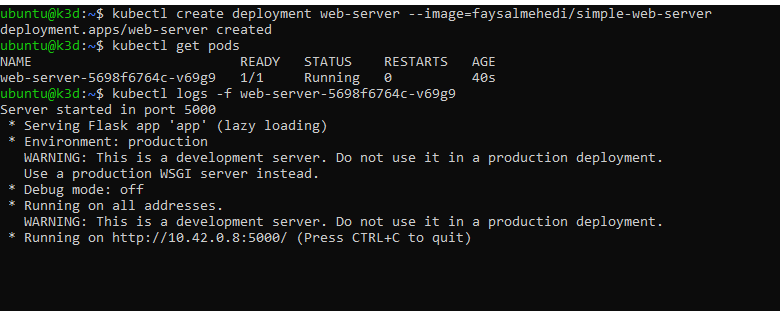 ubuntu@k3d:~$ kubectl create deployment web-server --image=faysalmehedi/simple-web-server
deployment.apps/web-server created
ubuntu@k3d:~$ kubectl get pods
NAME                          READY   STATUS    RESTARTS   AGE
web-server-5698f6764c-v69g9   1/1     Running   0          40s
ubuntu@k3d:~$ kubectl logs -f web-server-5698f6764c-v69g9
Server started in port 5000
 * Serving Flask app 'app' (lazy loading)
 * Environment: production
   WARNING: This is a development server. Do not use it in a production deployment.
   Use a production WSGI server instead.
 * Debug mode: off
 * Running on all addresses.
   WARNING: This is a development server. Do not use it in a production deployment.
 * Running on http://10.42.0.8:5000/ (Press CTRL+C to quit)